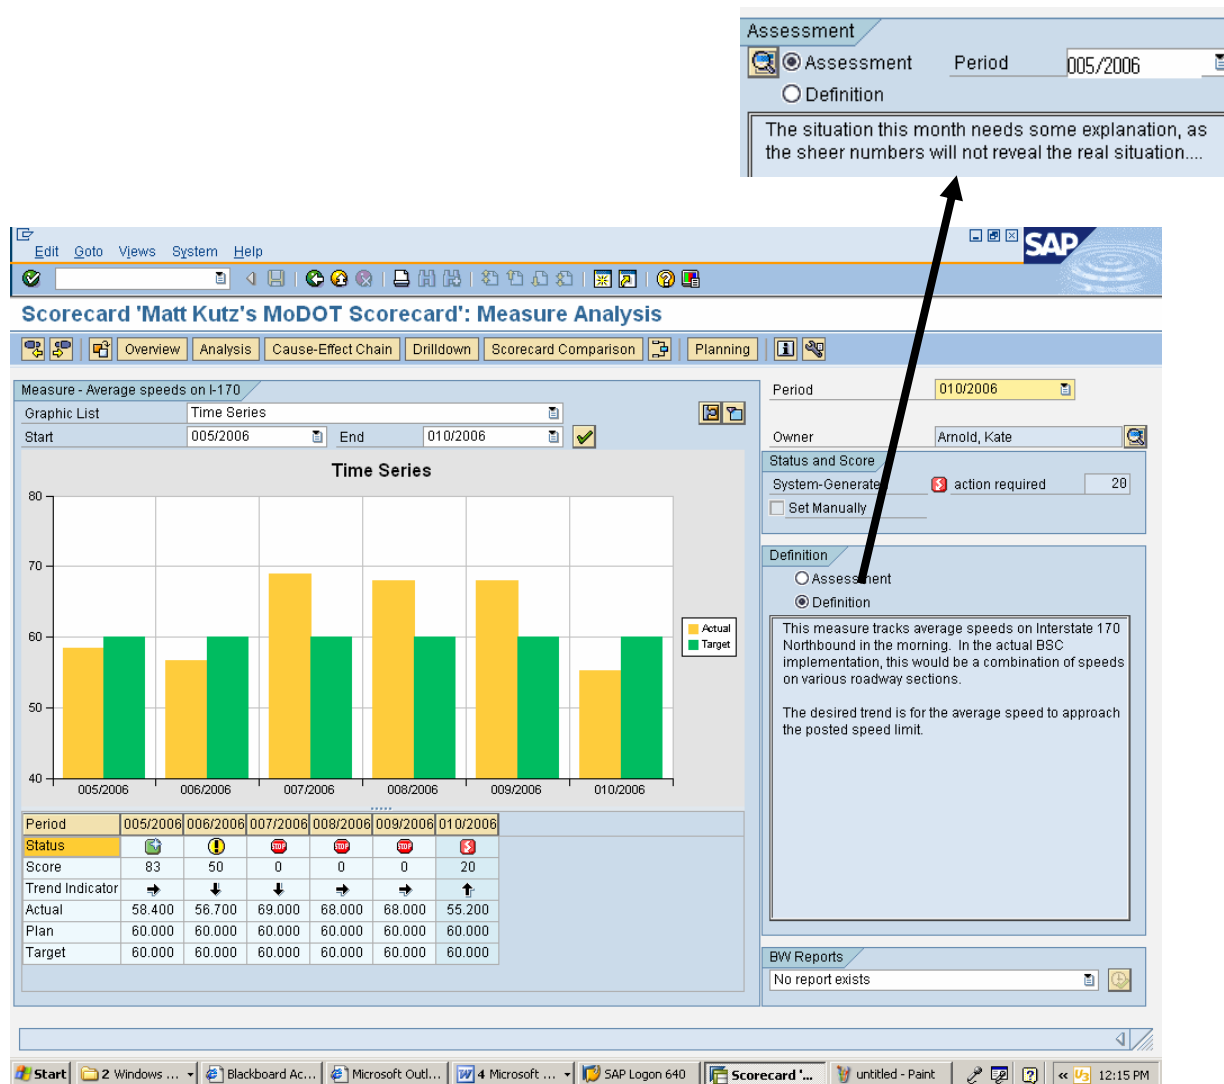 Assessment
Assessment Period 005/2006
Definition
The situation this month needs some explanation, as
the sheer numbers will not reveal the real situation....
Edit Goto Views System Help
SAP
Scorecard 'Matt Kutz's MoDOT Scorecard': Measure Analysis
Overview Analysis Cause-Effect Chain Drilldown Scorecard Comparison Planning
Measure - Average speeds on I-170
Graphic List Time Series
Start 005/2006 End 010/2006
Time Series
80
70
60
50
40
005/2006 006/2006 007/2006 008/2006 009/2006 010/2006
Actual
Target
Period 005/2006 006/2006 007/2006 008/2006 009/2006 010/2006
Status STOP STOP STOP
Score 83 50 0 0 0 20
Trend Indicator
Actual 58.400 56.700 69.000 68.000 68.000 55.200
Plan 60.000 60.000 60.000 60.000 60.000 60.000
Target 60.000 60.000 60.000 60.000 60.000 60.000
Period 010/2006
Owner Arnold, Kate
Status and Score
System-Generated action required 20
Set Manually
Definition
Assessment
Definition
This measure tracks average speeds on Interstate 170
Northbound in the morning. In the actual BSC
implementation, this would be a combination of speeds
on various roadway sections.
The desired trend is for the average speed to approach
the posted speed limit.
BW Reports
No report exists
Start 2 Windows ... Blackboard Ac... Microsoft Outl... 4 Microsoft ... SAP Logon 640 Scorecard '... untitled - Paint « V3 12:15 PM